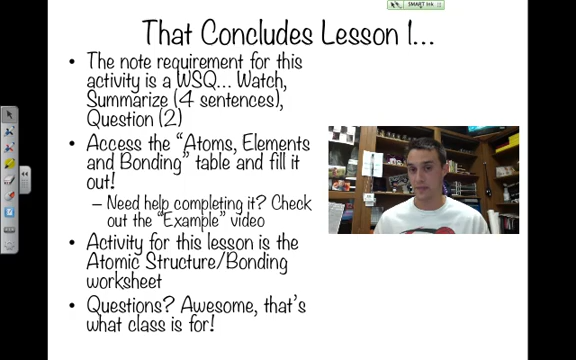 SMART Ink
That Concludes Lesson 1...
• The note requirement for this
activity is a WSQ... Watch,
Summarize (4 sentences),
Question (2)
• Access the "Atoms, Elements
and Bonding" table and fill it
out!
– Need help completing it? Check
out the "Example" video
• Activity for this lesson is the
Atomic Structure/Bonding
worksheet
• Questions? Awesome, that's
what class is for!